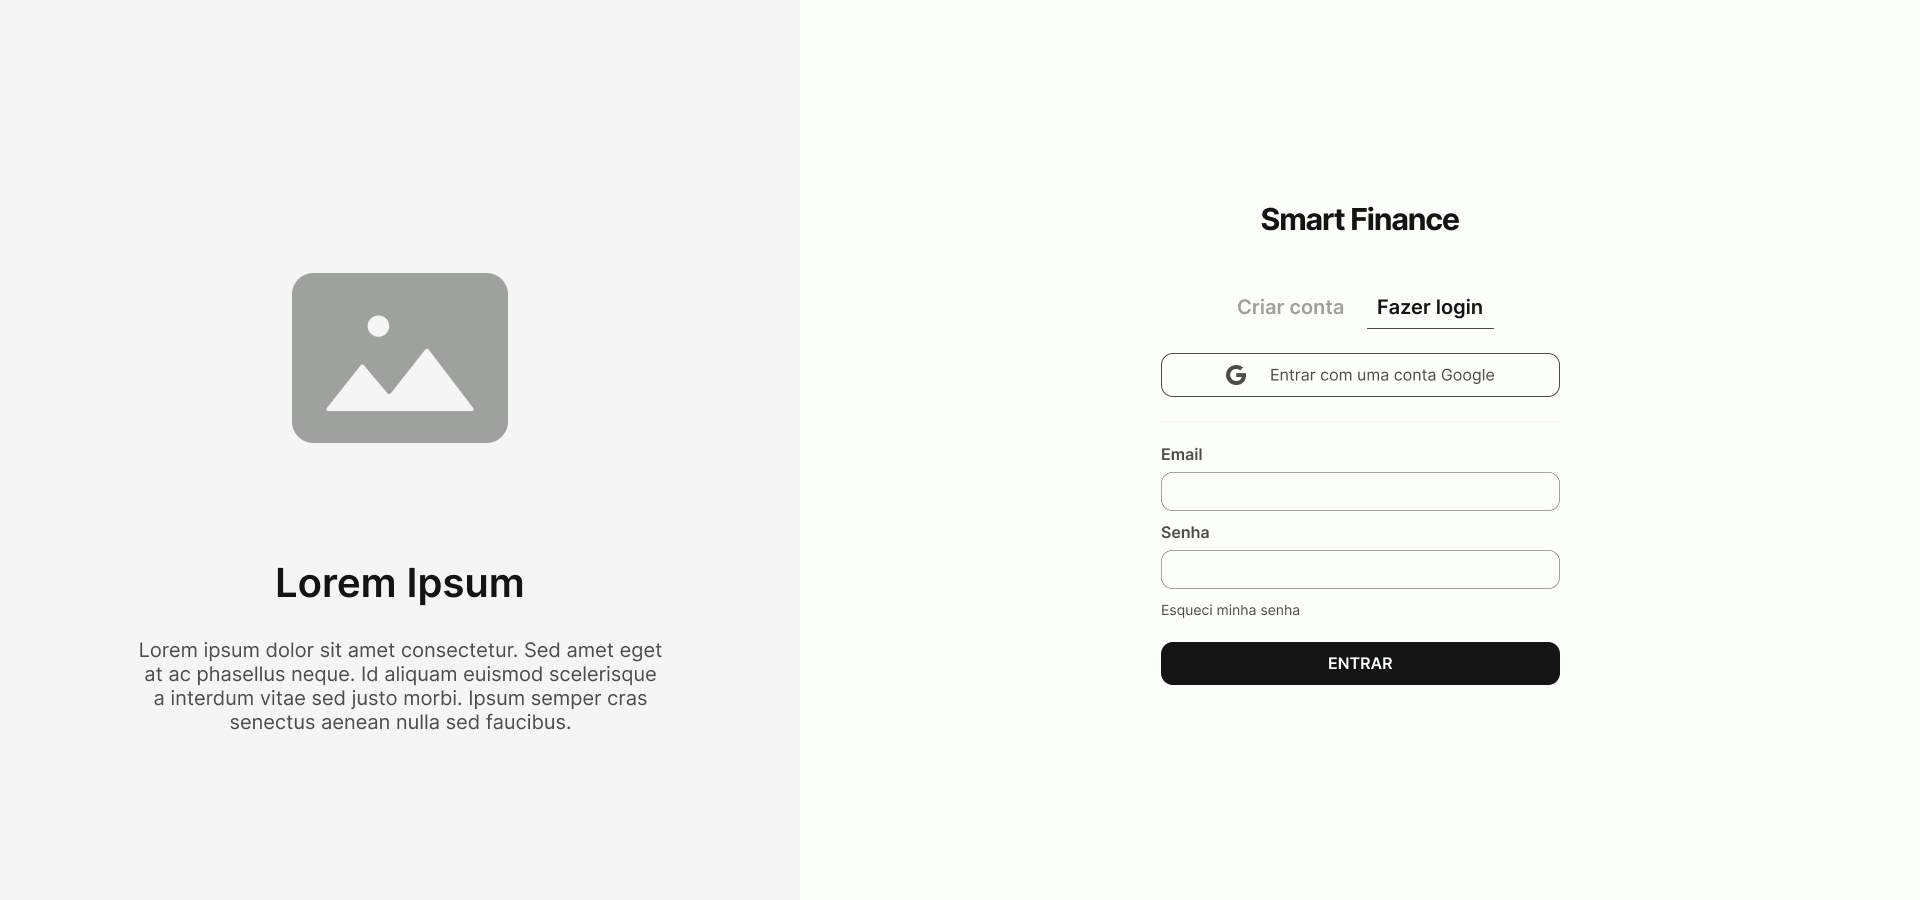 Lorem Ipsum
Lorem ipsum dolor sit amet consectetur. Sed amet eget
at ac phasellus neque. Id aliquam euismod scelerisque
a interdum vitae sed justo morbi. Ipsum semper cras
senectus aenean nulla sed faucibus.
Smart Finance
Criar conta Fazer login
Entrar com uma conta Google
Email
Senha
Esqueci minha senha
ENTRAR